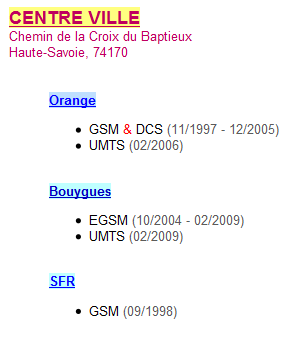 CENTRE VILLE
Chemin de la Croix du Baptieux
Haute-Savoie, 74170
Orange
• GSM & DCS (11/1997 - 12/2005)
• UMTS (02/2006)
Bouygues
• EGSM (10/2004 - 02/2009)
• UMTS (02/2009)
SFR
• GSM (09/1998)